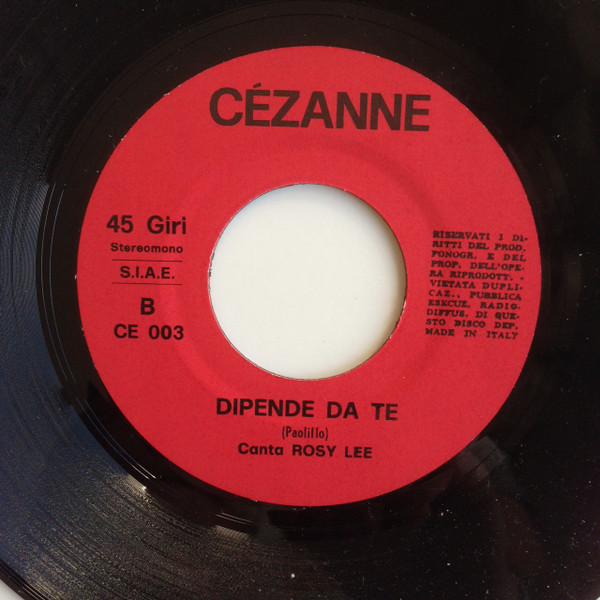 CÉZANNE
45 Giri
Stereomono
S.I.A.E.
B
CE 003
RISERVATI I DI-
RITTI DEL PROD.
FONOGR. E DEL
PROP. DELL'OPE-
RA RIPRODOTT. -
VIETATA DUPLI-
CAZ., PUBBLICA
ESECUZ. RADIO-
DIFFUS. DI QUE-
STO DISCO DEP.
MADE IN ITALY
DIPENDE DA TE
(Paolillo)
Canta ROSY LEE